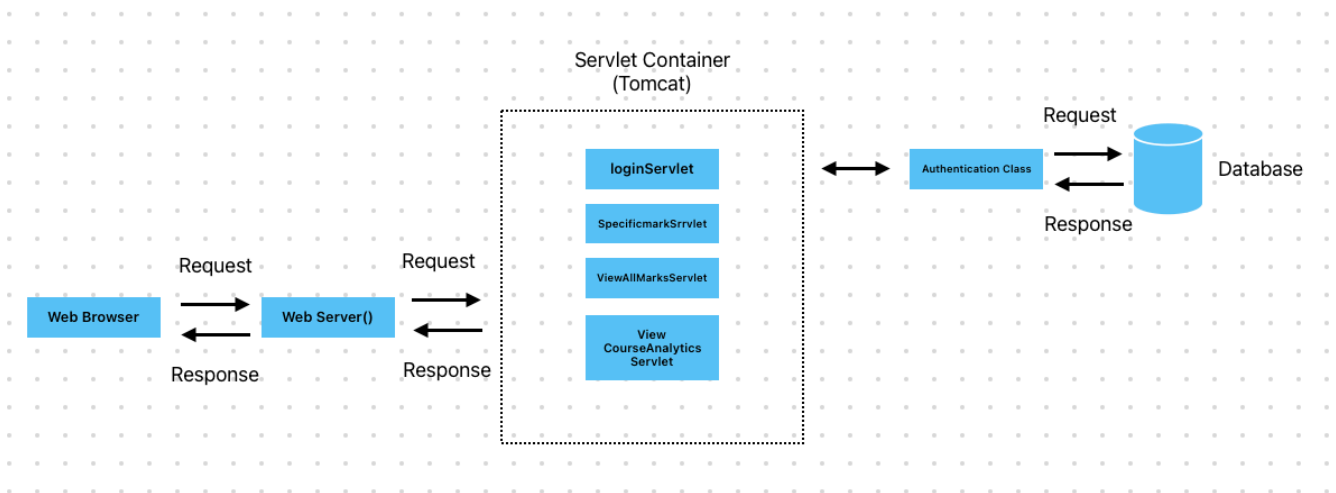 Servlet Container
(Tomcat)
loginServlet
SpecificmarkSrrvlet
ViewAllMarksServlet
View
CourseAnalytics
Servlet
Request
Response
Web Browser
Web Server()
Request
Response
Authentication Class
Request
Response
Database